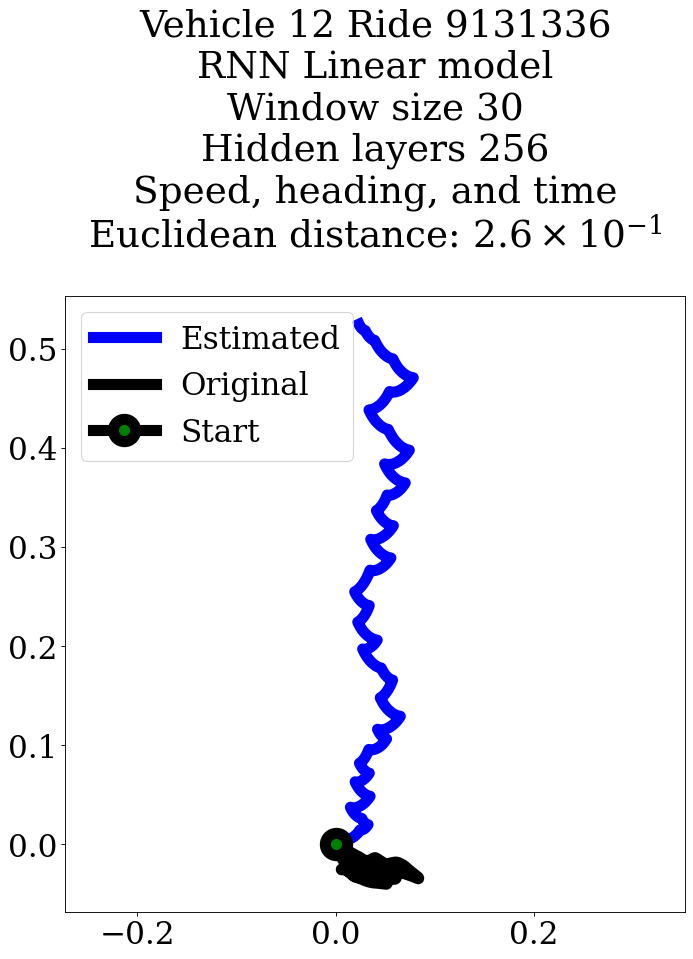 Vehicle 12 Ride 9131336
RNN Linear model
Window size 30
Hidden layers 256
Speed, heading, and time
Euclidean distance: 2.6 × 10⁻¹
Estimated
Original
Start
0.5
0.4
0.3
0.2
0.1
0.0
−0.2 0.0 0.2